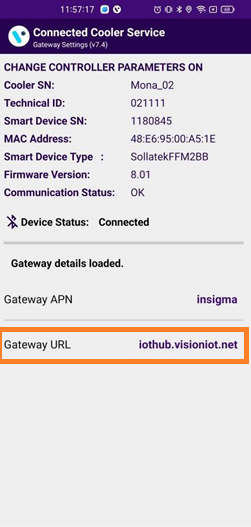 11:57:17
Connected Cooler Service
Gateway Settings (v7.4)
CHANGE CONTROLLER PARAMETERS ON
Cooler SN: Mona_02
Technical ID: 021111
Smart Device SN: 1180845
MAC Address: 48:E6:95:00:A5:1E
Smart Device Type : SollatekFFM2BB
Firmware Version: 8.01
Communication Status: OK
Device Status: Connected
Gateway details loaded.
Gateway APN insigma
Gateway URL iothub.visioniot.net